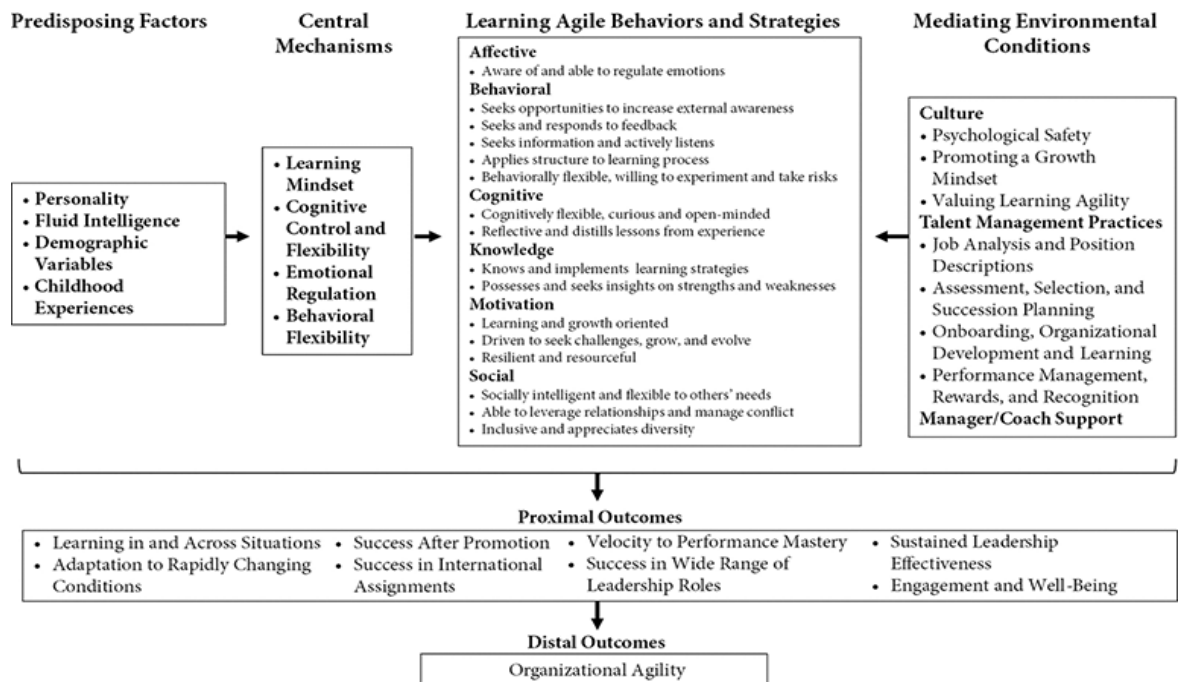 Predisposing Factors
Central
Mechanisms
Learning Agile Behaviors and Strategies
Mediating Environmental
Conditions
• Personality
• Fluid Intelligence
• Demographic
Variables
• Childhood
Experiences
• Learning
Mindset
• Cognitive
Control and
Flexibility
• Emotional
Regulation
• Behavioral
Flexibility
Affective
• Aware of and able to regulate emotions
Behavioral
• Seeks opportunities to increase external awareness
• Seeks and responds to feedback
• Seeks information and actively listens
• Applies structure to learning process
• Behaviorally flexible, willing to experiment and take risks
Cognitive
• Cognitively flexible, curious and open-minded
• Reflective and distills lessons from experience
Knowledge
• Knows and implements learning strategies
• Possesses and seeks insights on strengths and weaknesses
Motivation
• Learning and growth oriented
• Driven to seek challenges, grow, and evolve
• Resilient and resourceful
Social
• Socially intelligent and flexible to others' needs
• Able to leverage relationships and manage conflict
• Inclusive and appreciates diversity
Culture
• Psychological Safety
• Promoting a Growth
Mindset
• Valuing Learning Agility
Talent Management Practices
• Job Analysis and Position
Descriptions
• Assessment, Selection, and
Succession Planning
• Onboarding, Organizational
Development and Learning
• Performance Management,
Rewards, and Recognition
Manager/Coach Support
Proximal Outcomes
• Learning in and Across Situations
• Adaptation to Rapidly Changing
Conditions
• Success After Promotion
• Success in International
Assignments
• Velocity to Performance Mastery
• Success in Wide Range of
Leadership Roles
• Sustained Leadership
Effectiveness
• Engagement and Well-Being
Distal Outcomes
Organizational Agility